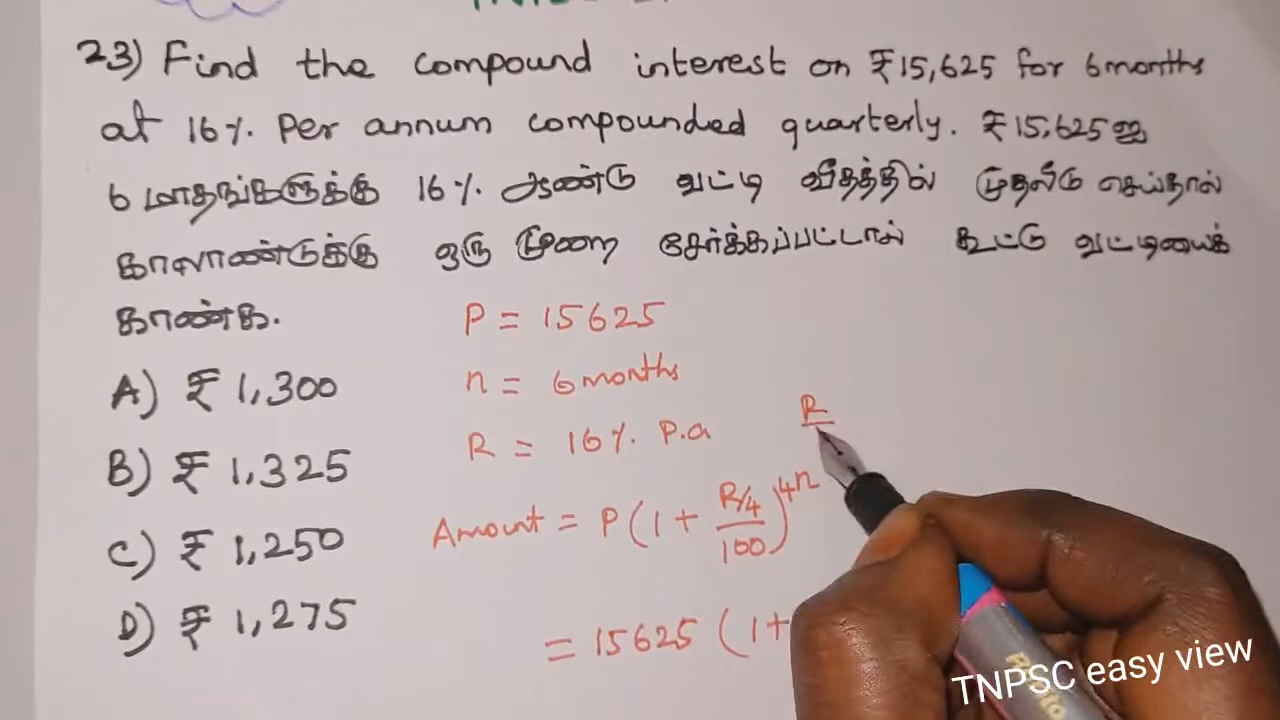 23) Find the compound interest on ₹15,625 for 6 months
at 16%. Per annum compounded quarterly. ₹15,625ஐ
6 மாதங்களுக்கு 16%. ஆண்டு வட்டி வீதத்தில் முதலீடு செய்தால்
காலாண்டுக்கு ஒரு முறை சேர்க்கப்பட்டால் கூட்டு வட்டியைக்
காண்க.
P = 15625
n = 6 months
R = 16%. P.a
R
Amount = P(1 + R/4/100)^4n
= 15625 (1+
A) ₹ 1,300
B) ₹ 1,325
C) ₹ 1,250
D) ₹ 1,275
TNPSC easy view